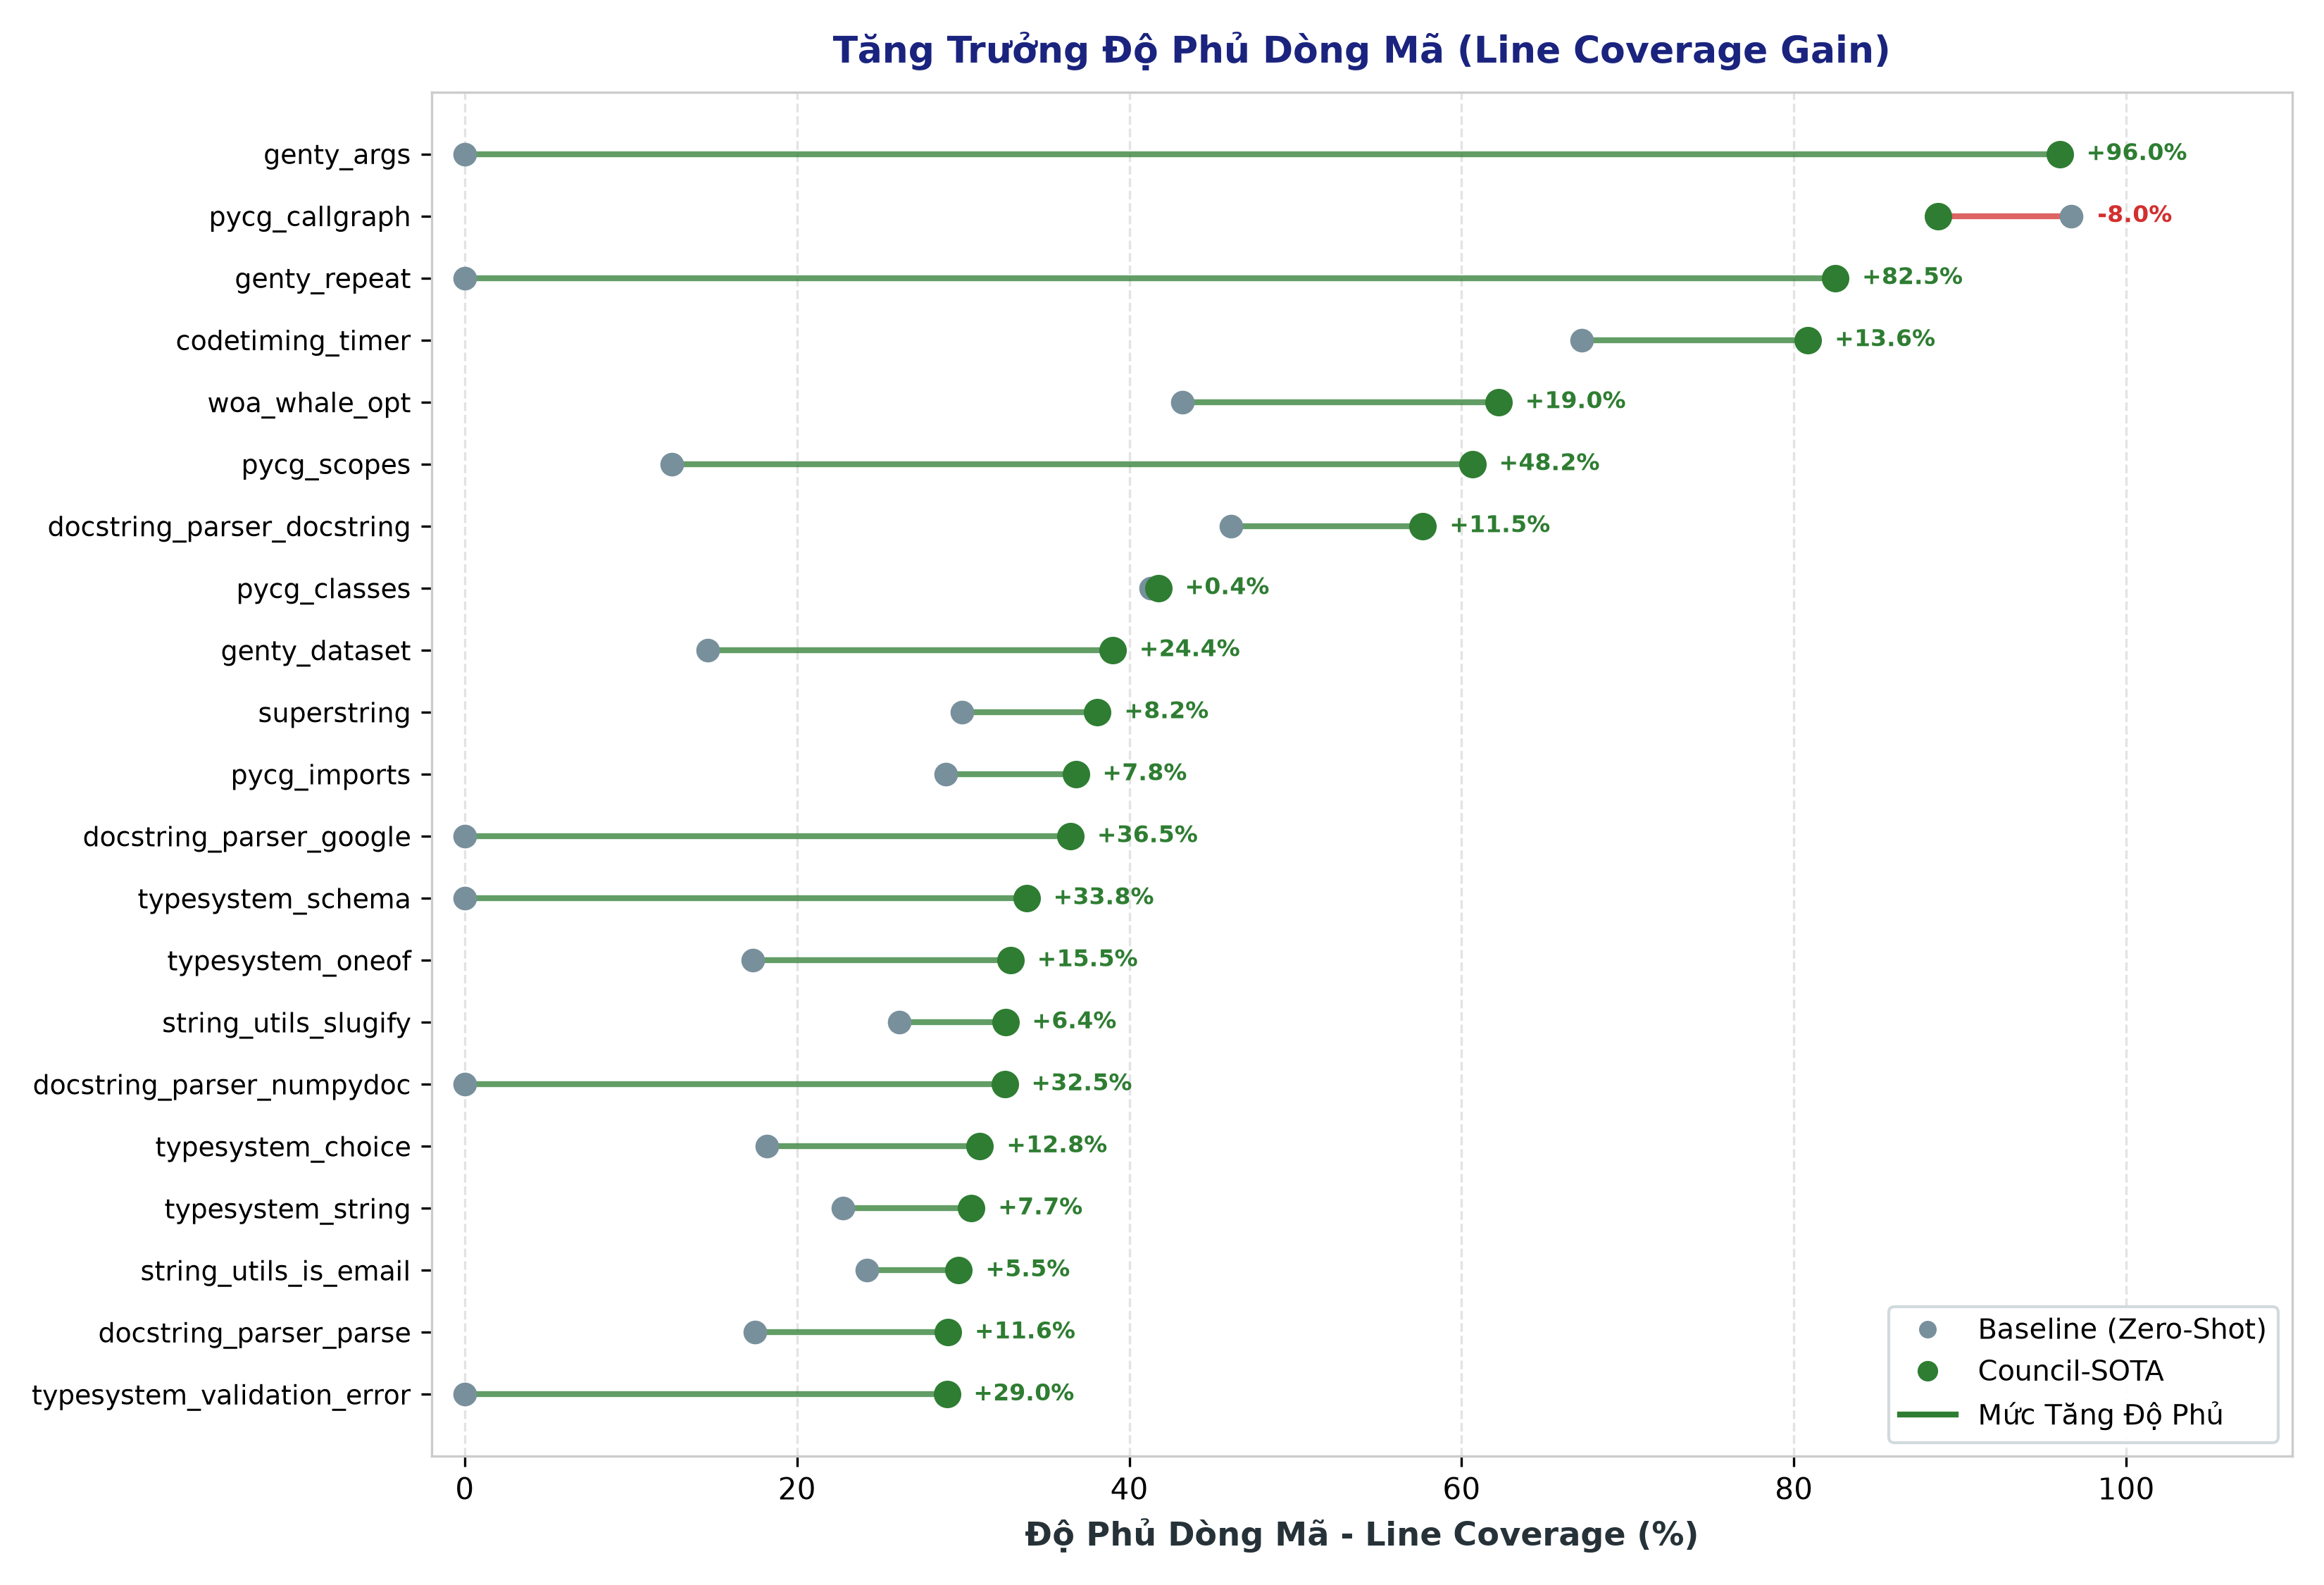 Tăng Trưởng Độ Phủ Dòng Mã (Line Coverage Gain)
genty_args +96.0%
pycg_callgraph -8.0%
genty_repeat +82.5%
codetiming_timer +13.6%
woa_whale_opt +19.0%
pycg_scopes +48.2%
docstring_parser_docstring +11.5%
pycg_classes +0.4%
genty_dataset +24.4%
superstring +8.2%
pycg_imports +7.8%
docstring_parser_google +36.5%
typesystem_schema +33.8%
typesystem_oneof +15.5%
string_utils_slugify +6.4%
docstring_parser_numpydoc +32.5%
typesystem_choice +12.8%
typesystem_string +7.7%
string_utils_is_email +5.5%
docstring_parser_parse +11.6%
typesystem_validation_error +29.0%
Baseline (Zero-Shot)
Council-SOTA
Mức Tăng Độ Phủ
0 20 40 60 80 100
Độ Phủ Dòng Mã - Line Coverage (%)